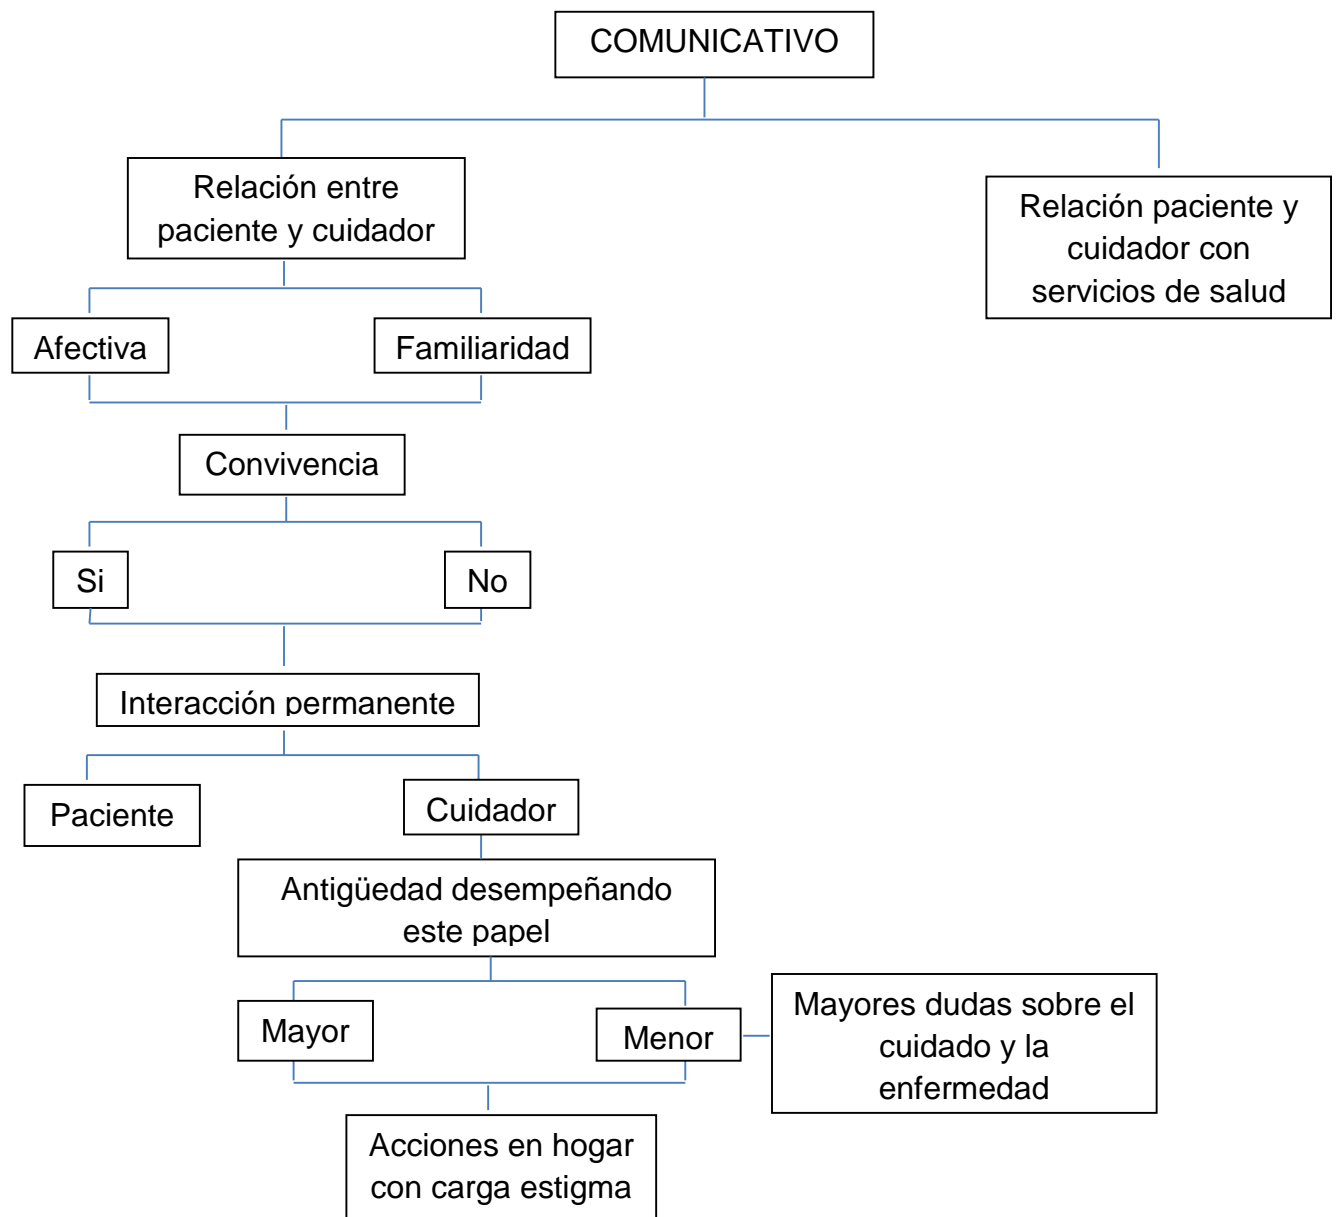 COMUNICATIVO
Relación entre
paciente y cuidador
Relación paciente y
cuidador con
servicios de salud
Afectiva
Familiaridad
Convivencia
Si
No
Interacción permanente
Paciente
Cuidador
Antigüedad desempeñando
este papel
Mayor
Menor
Mayores dudas sobre el
cuidado y la
enfermedad
Acciones en hogar
con carga estigma